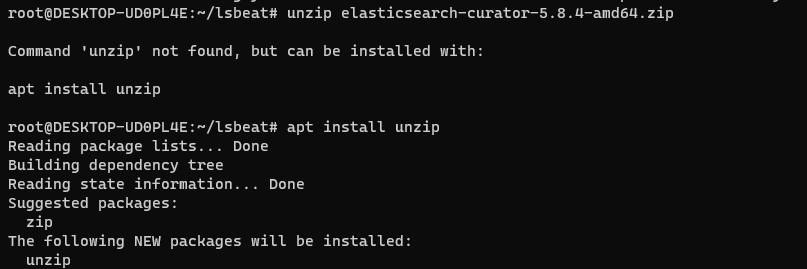 root@DESKTOP-UD0PL4E:~/lsbeat# unzip elasticsearch-curator-5.8.4-amd64.zip
Command 'unzip' not found, but can be installed with:
apt install unzip
root@DESKTOP-UD0PL4E:~/lsbeat# apt install unzip
Reading package lists... Done
Building dependency tree
Reading state information... Done
Suggested packages:
  zip
The following NEW packages will be installed:
  unzip